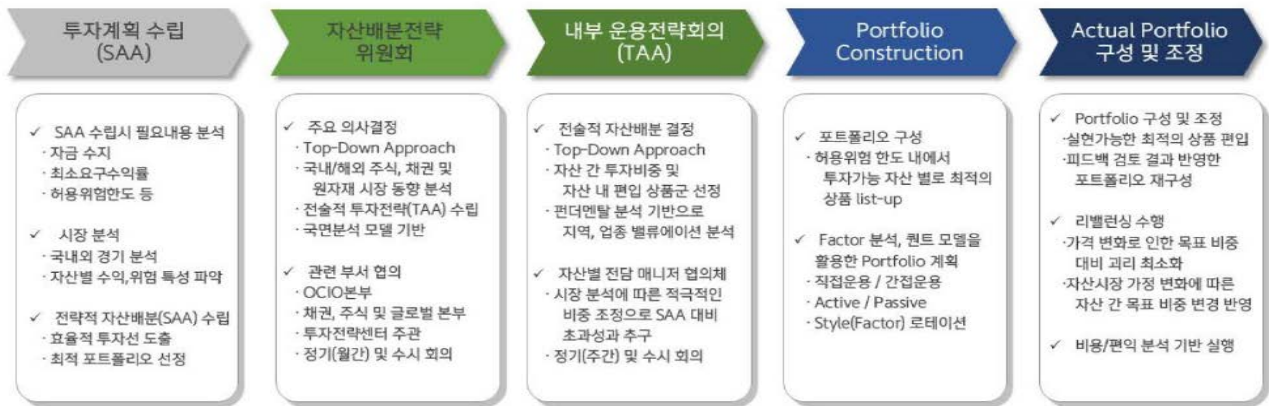 투자계획 수립
(SAA)
✓ SAA 수립시 필요내용 분석
· 자금 수지
· 최소요구수익률
· 허용위험한도 등
✓ 시장 분석
· 국내외 경기 분석
· 자산별 수익,위험 특성 파악
✓ 전략적 자산배분(SAA) 수립
· 효율적 투자선 도출
· 최적 포트폴리오 선정
자산배분전략
위원회
✓ 주요 의사결정
· Top-Down Approach
· 국내/해외 주식, 채권 및
원자재 시장 동향 분석
· 전술적 투자전략(TAA) 수립
· 국면분석 모델 기반
✓ 관련 부서 협의
· OCIO본부
· 채권, 주식 및 글로벌 본부
· 투자전략센터 주관
· 정기(월간) 및 수시 회의
내부 운용전략회의
(TAA)
✓ 전술적 자산배분 결정
· Top-Down Approach
· 자산 간 투자비중 및
자산 내 편입 상품군 선정
· 펀더멘탈 분석 기반으로
지역, 업종 밸류에이션 분석
✓ 자산별 전담 매니저 협의체
· 시장 분석에 따른 적극적인
비중 조정으로 SAA 대비
초과성과 추구
· 정기(주간) 및 수시 회의
Portfolio
Construction
✓ 포트폴리오 구성
· 허용위험 한도 내에서
투자가능 자산 별로 최적의
상품 list-up
✓ Factor 분석, 퀀트 모델을
활용한 Portfolio 계획
· 직접운용 / 간접운용
· Active / Passive
· Style(Factor) 로테이션
Actual Portfolio
구성 및 조정
✓ Portfolio 구성 및 조정
·실현가능한 최적의 상품 편입
·피드백 검토 결과 반영한
포트폴리오 재구성
✓ 리밸런싱 수행
·가격 변화로 인한 목표 비중
대비 괴리 최소화
·자산시장 가정 변화에 따른
자산 간 목표 비중 변경 반영
✓ 비용/편익 분석 기반 실행